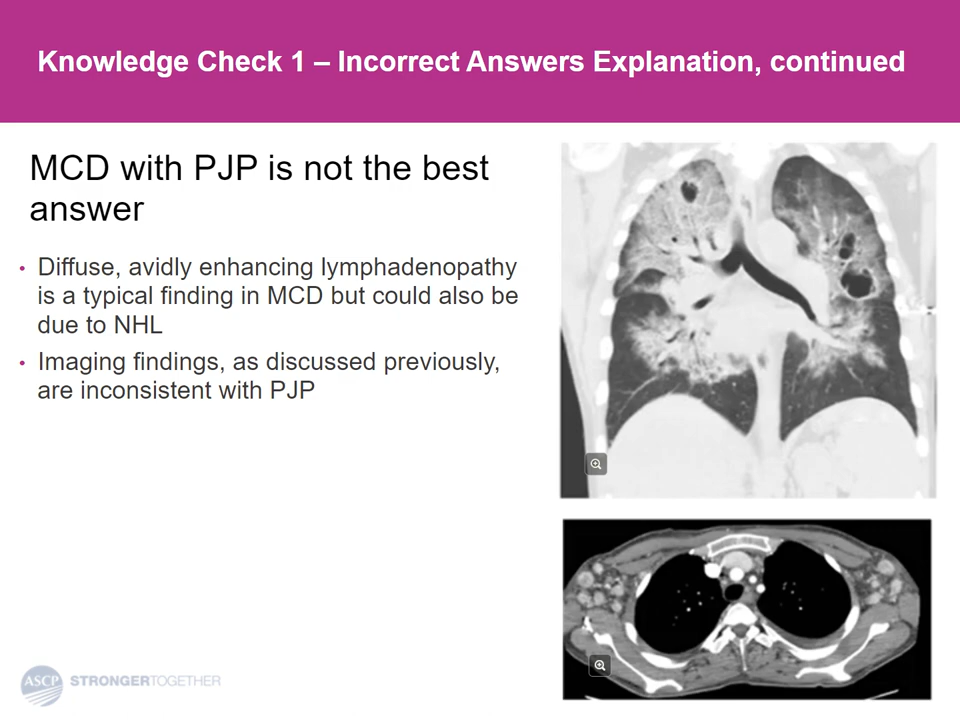 Knowledge Check 1 – Incorrect Answers Explanation, continued
MCD with PJP is not the best
answer
• Diffuse, avidly enhancing lymphadenopathy
is a typical finding in MCD but could also be
due to NHL
• Imaging findings, as discussed previously,
are inconsistent with PJP
ASCP STRONGERTOGETHER